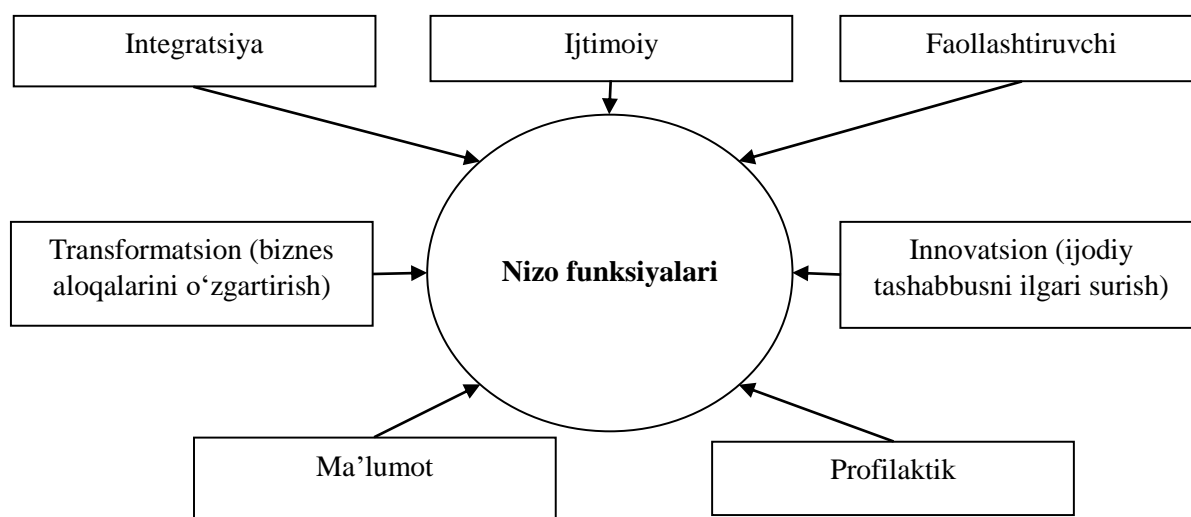 Integratsiya
Ijtimoiy
Faollashtiruvchi
Transformatsion (biznes
aloqalarini o‘zgartirish)
Nizo funksiyalari
Innovatsion (ijodiy
tashabbusni ilgari surish)
Ma’lumot
Profilaktik